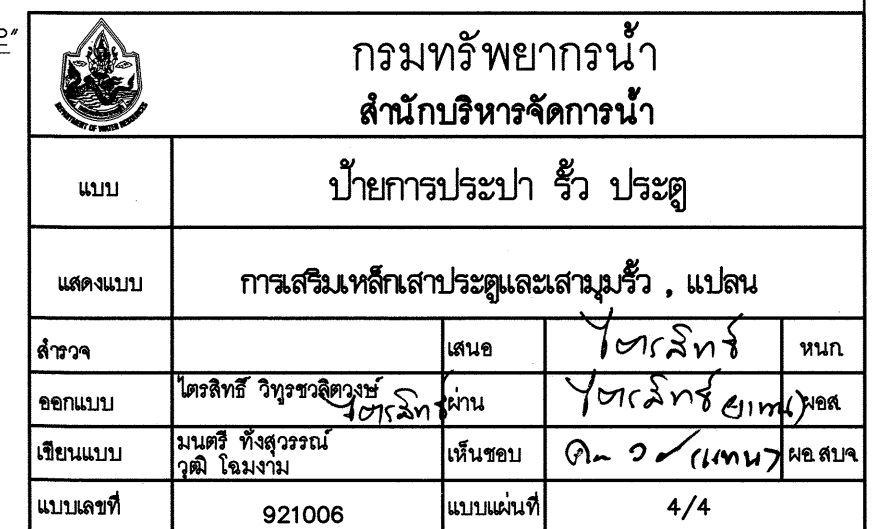 กรมทรัพยากรน้ำ
สำนักบริหารจัดการน้ำ
DEPARTMENT OF WATER RESOURCES
แบบ ป้ายการประปา รั้ว ประตู
แสดงแบบ การเสริมเหล็กเสาประตูและเสามุมรั้ว , แปลน
สำรวจ เสนอ ไตรสิทธิ์ หนก.
ออกแบบ ไตรสิทธิ์ วิทูรชวลิตวงษ์ ไตรสิทธิ์ ผ่าน ไตรสิทธิ์ (แทน) ผอส.
เขียนแบบ มนตรี ทั่งสุวรรณ์ เห็นชอบ (แทน) ผอ.สบจ.
วุฒิ โฉมงาม
แบบเลขที่ 921006 แบบแผ่นที่ 4/4